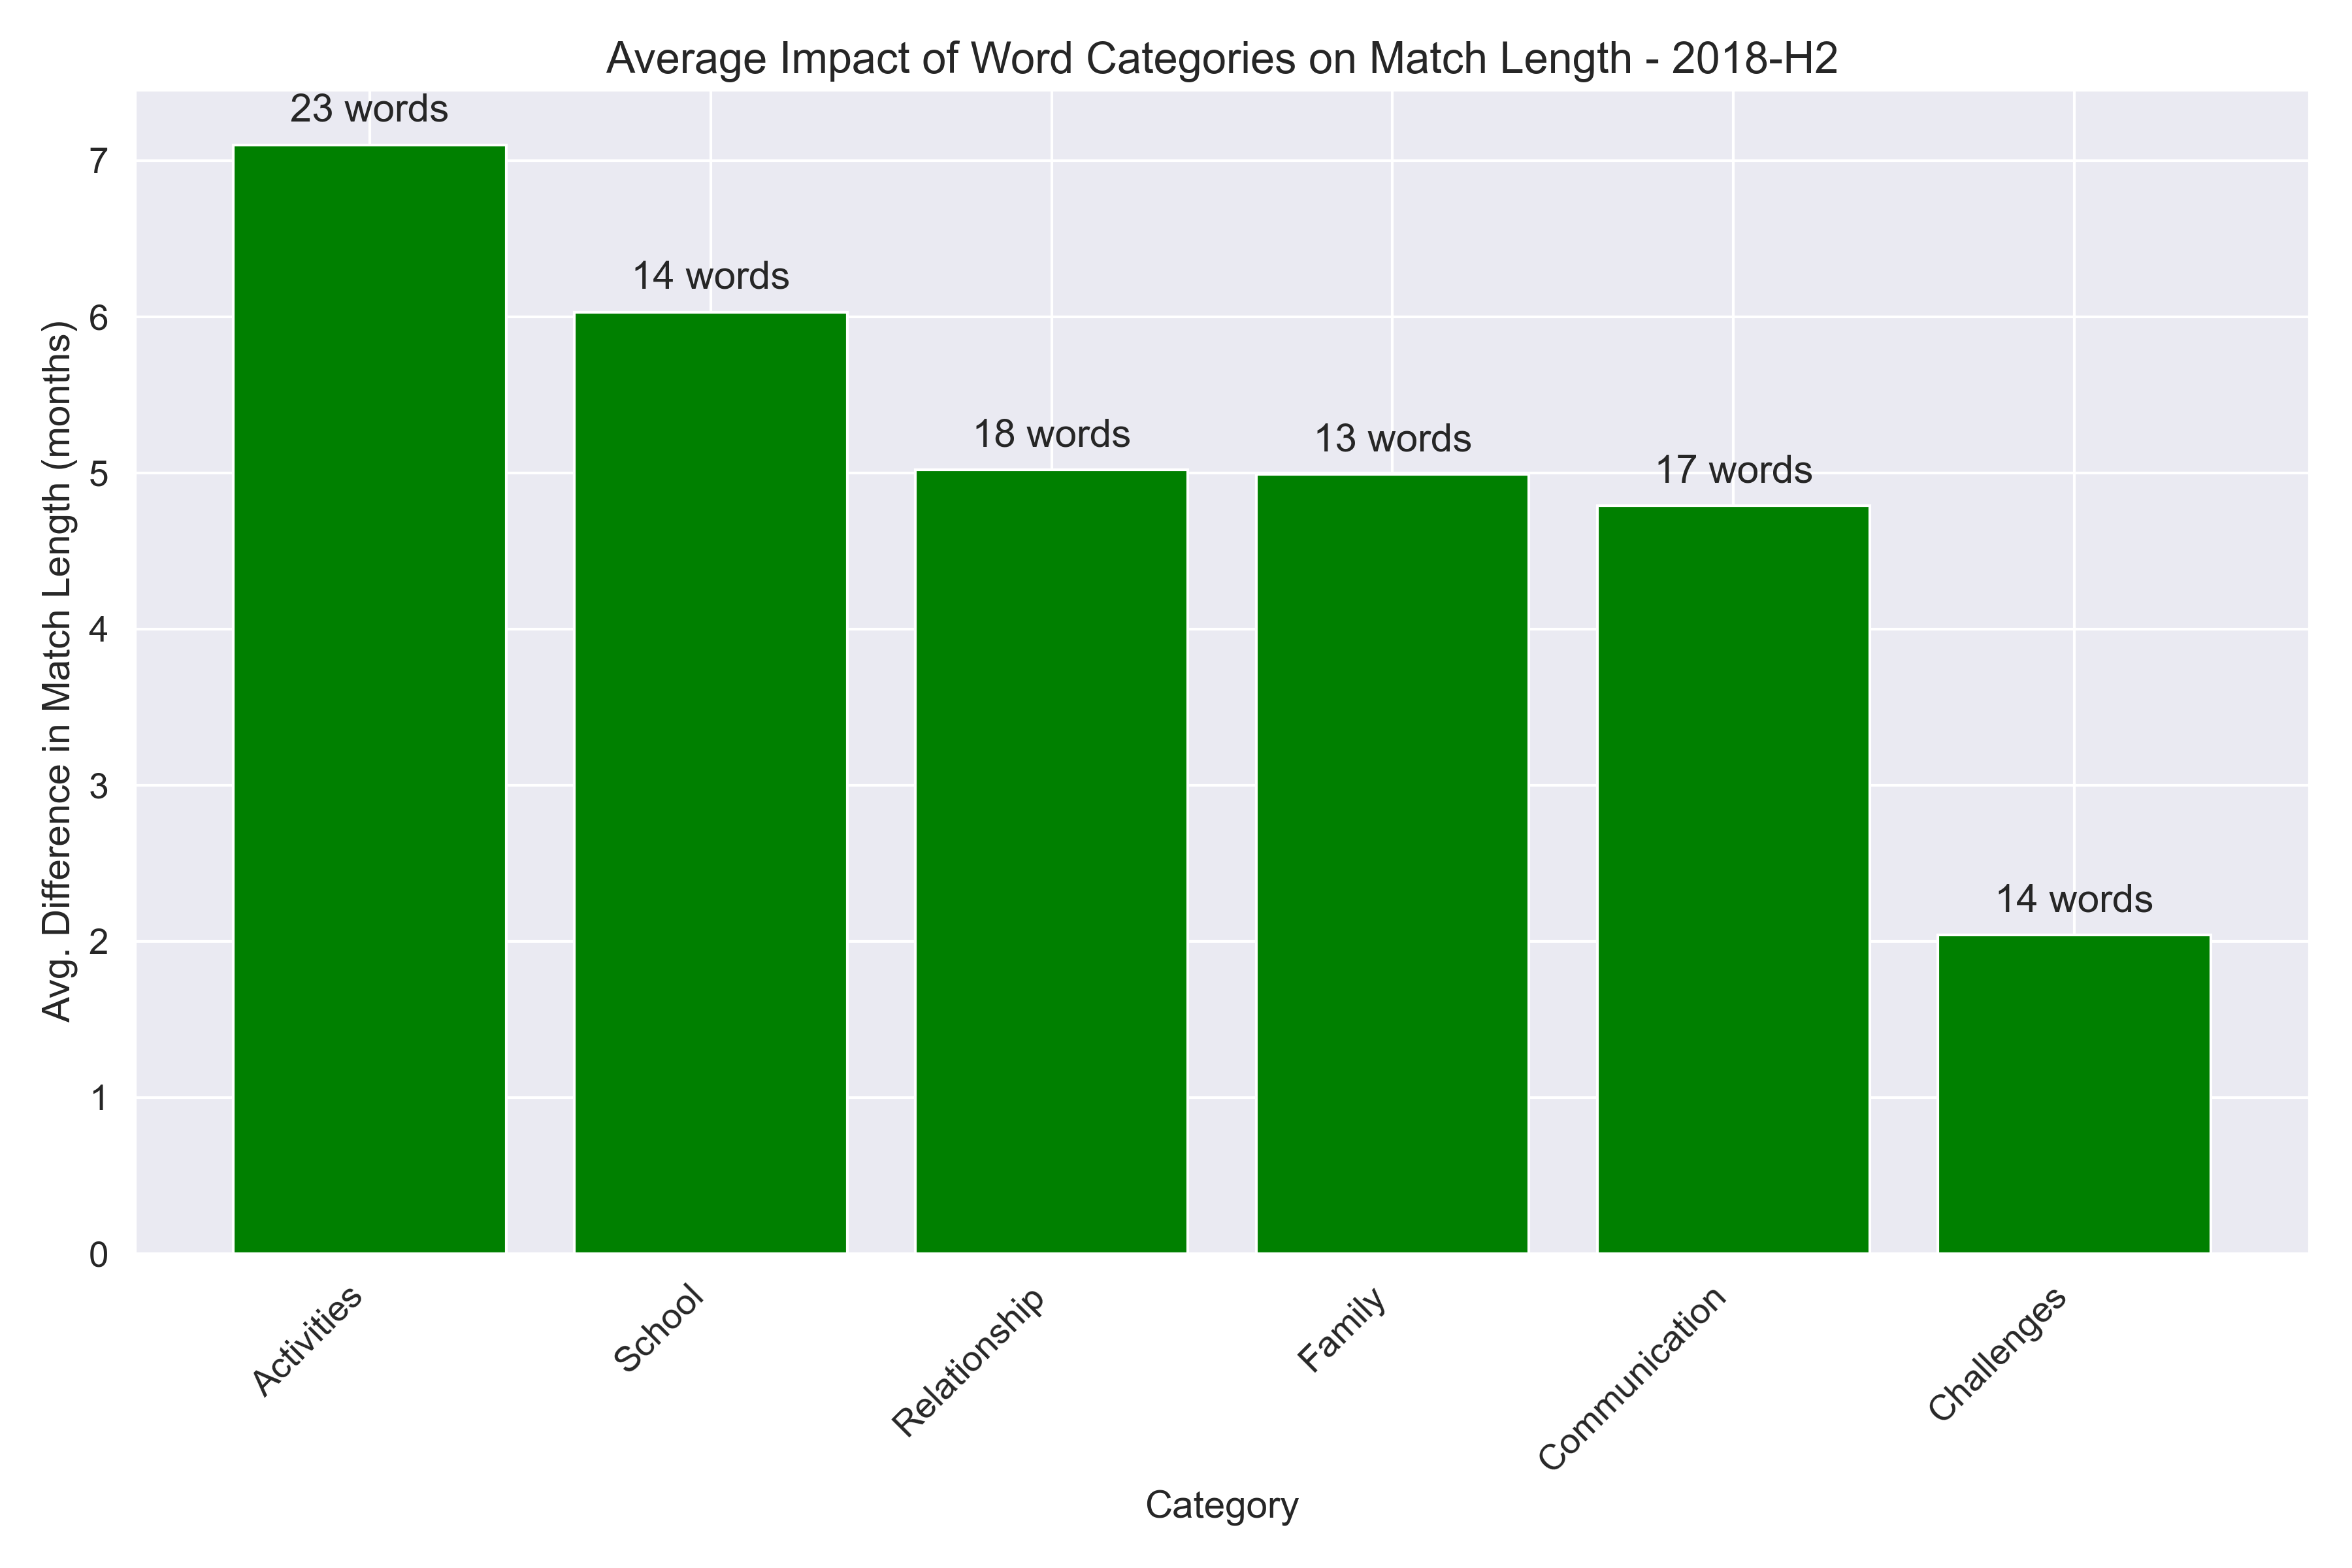 Average Impact of Word Categories on Match Length - 2018-H2
Avg. Difference in Match Length (months)
7
6
5
4
3
2
1
0
23 words
14 words
18 words
13 words
17 words
14 words
Activities
School
Relationship
Family
Communication
Challenges
Category